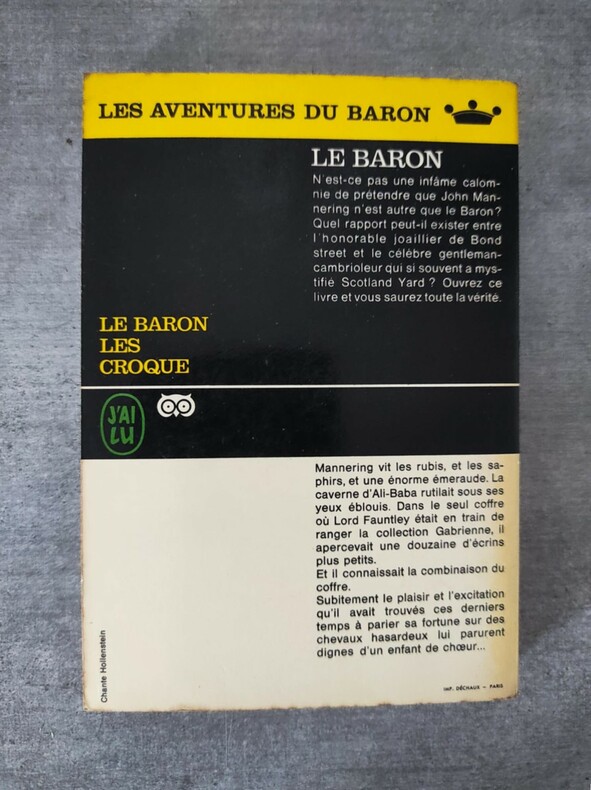 LES AVENTURES DU BARON
LE BARON
N'est-ce pas une infâme calom-
nie de prétendre que John Man-
nering n'est autre que le Baron?
Quel rapport peut-il exister entre
l'honorable joaillier de Bond
street et le célèbre gentleman-
cambrioleur qui si souvent a mys-
tifié Scotland Yard? Ouvrez ce
livre et vous saurez toute la vérité.
LE BARON
LES
CROQUE
J'AI
LU
Mannering vit les rubis, et les sa-
phirs, et une énorme émeraude. La
caverne d'Ali-Baba rutilait sous ses
yeux éblouis. Dans le seul coffre
où Lord Fauntley était en train de
ranger la collection Gabrienne, il
apercevait une douzaine d'écrins
plus petits.
Et il connaissait la combinaison du
coffre.
Subitement le plaisir et l'excitation
qu'il avait trouvés ces derniers
temps à parier sa fortune sur des
chevaux hasardeux lui parurent
dignes d'un enfant de chœur...
Chante Hollenstein
IMP. DÉCHAUX - PARIS